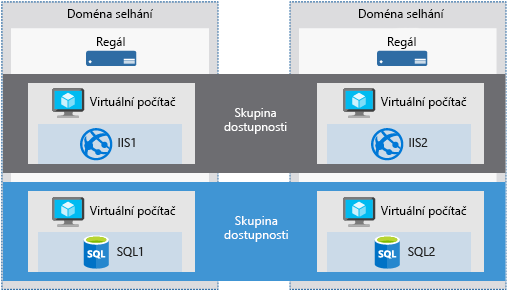 Doména selhání
Doména selhání
Regál
Regál
Virtuální počítač
Skupina
dostupnosti
Virtuální počítač
IIS1
IIS2
Virtuální počítač
Skupina
dostupnosti
Virtuální počítač
SQL
SQL1
SQL
SQL2